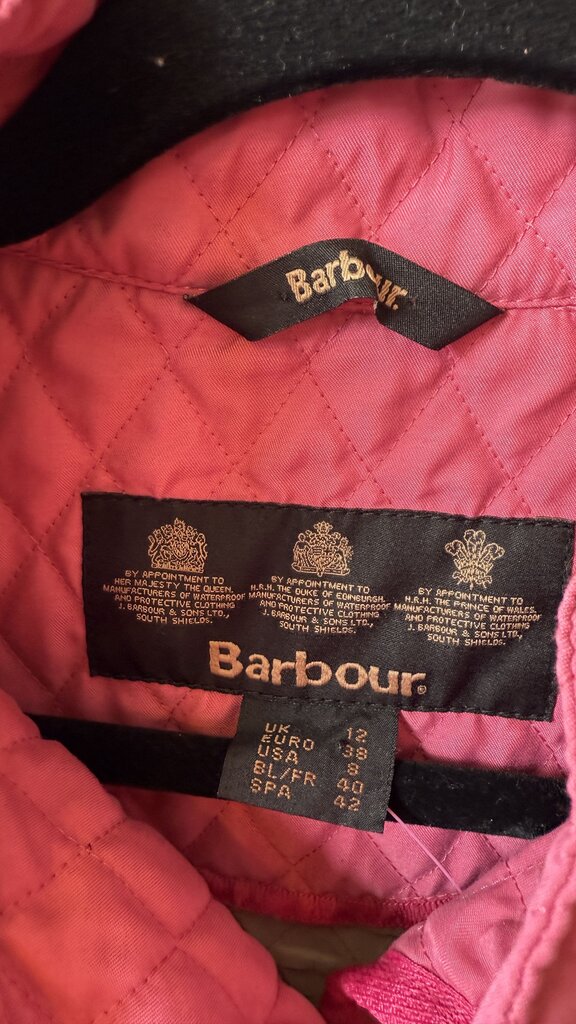 Barbour.
BY APPOINTMENT TO
HER MAJESTY THE QUEEN.
MANUFACTURERS OF WATERPROOF
AND PROTECTIVE CLOTHING
J. BARBOUR & SONS LTD.,
SOUTH SHIELDS.
BY APPOINTMENT TO
H.R.H. THE DUKE OF EDINBURGH.
MANUFACTURERS OF WATERPROOF
AND PROTECTIVE CLOTHING
J. BARBOUR & SONS LTD.,
SOUTH SHIELDS.
BY APPOINTMENT TO
H.R.H. THE PRINCE OF WALES.
MANUFACTURERS OF WATERPROOF
AND PROTECTIVE CLOTHING
J. BARBOUR & SONS LTD.,
SOUTH SHIELDS.
Barbour®
UK 12
EURO 38
USA 8
BL/FR 40
SPA 42